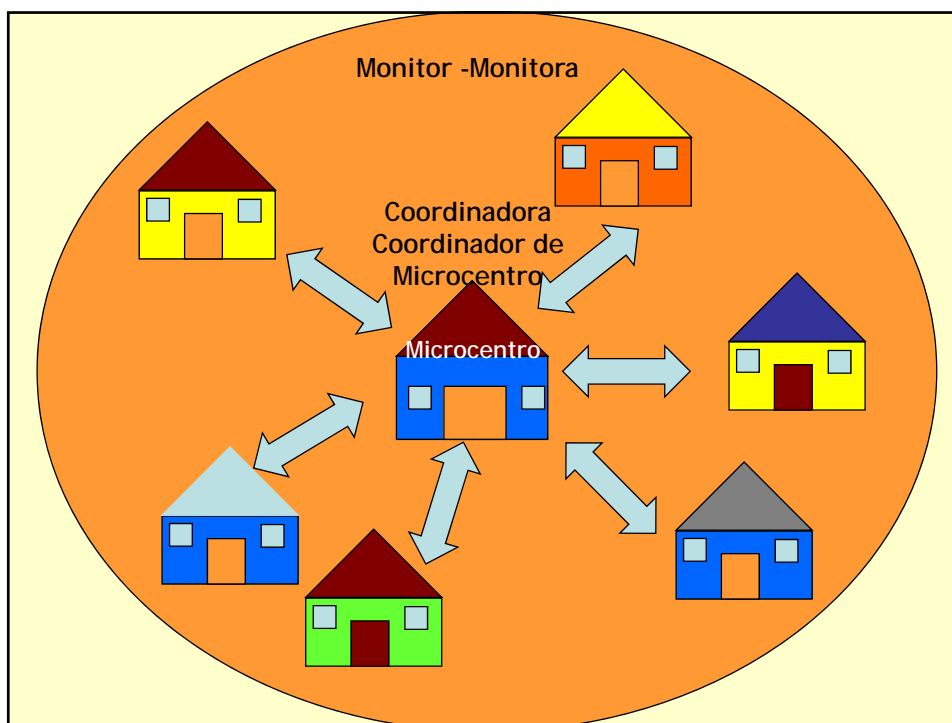 Monitor -Monitora
Coordinadora
Coordinador de
Microcentro
Microcentro